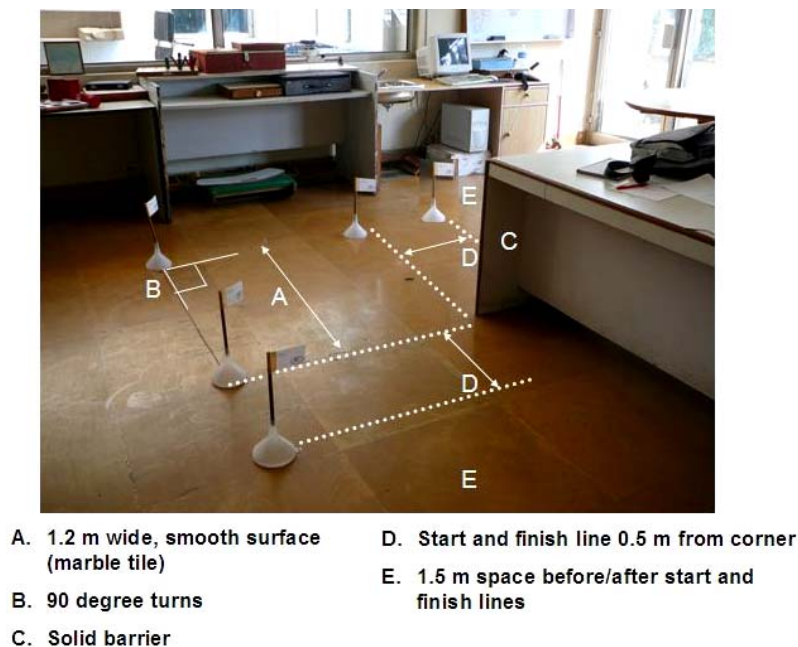 E
C
D
B
A
D
E
A. 1.2 m wide, smooth surface
(marble tile)
B. 90 degree turns
C. Solid barrier
D. Start and finish line 0.5 m from corner
E. 1.5 m space before/after start and
finish lines